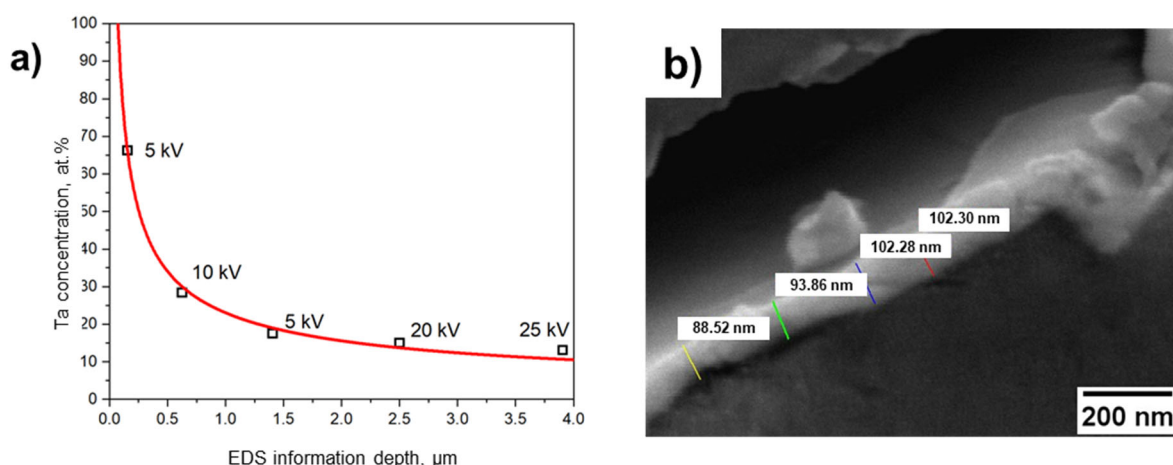 a)
Ta concentration, at.%
100
90
80
70
60
50
40
30
20
10
0
5 kV
10 kV
5 kV
20 kV
25 kV
0.0 0.5 1.0 1.5 2.0 2.5 3.0 3.5 4.0
EDS information depth, µm
b)
102.30 nm
102.28 nm
93.86 nm
88.52 nm
200 nm